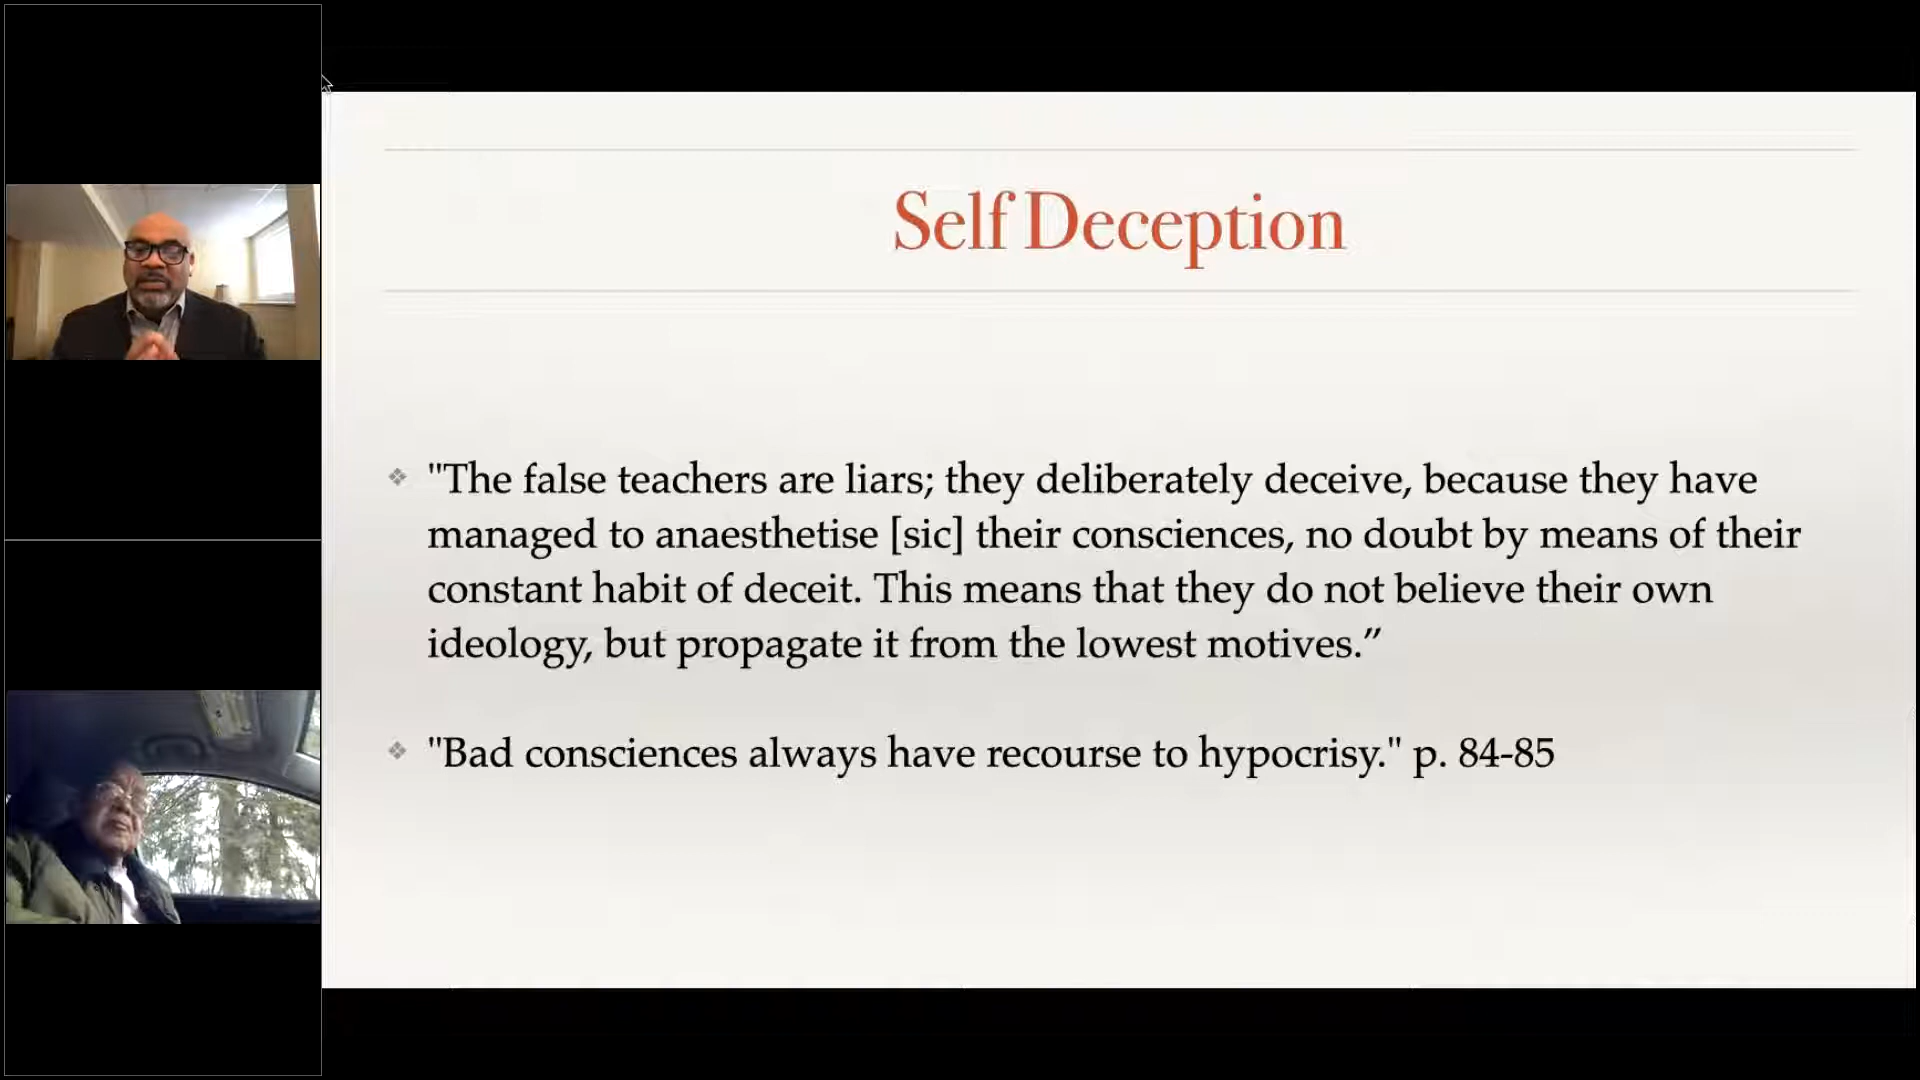 Self Deception
❖ "The false teachers are liars; they deliberately deceive, because they have
managed to anaesthetise [sic] their consciences, no doubt by means of their
constant habit of deceit. This means that they do not believe their own
ideology, but propagate it from the lowest motives.”
❖ "Bad consciences always have recourse to hypocrisy." p. 84-85